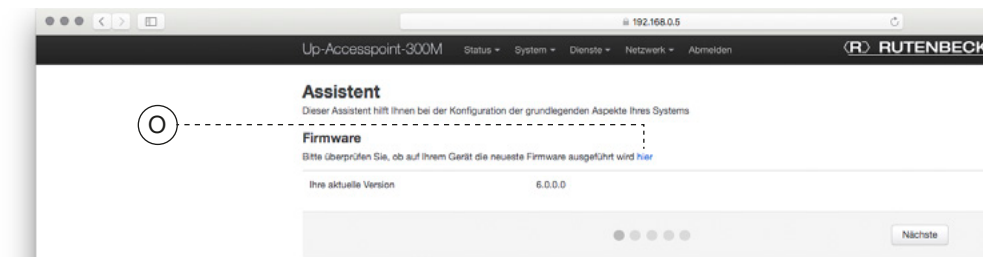 192.168.0.5
Up-Accesspoint-300M Status System Dienste Netzwerk Abmelden (R) RUTENBECK
Assistent
Dieser Assistent hilft Ihnen bei der Konfiguration der grundlegenden Aspekte Ihres Systems
O
Firmware
Bitte überprüfen Sie, ob auf Ihrem Gerät die neueste Firmware ausgeführt wird hier
Ihre aktuelle Version 6.0.0.0
Nächste